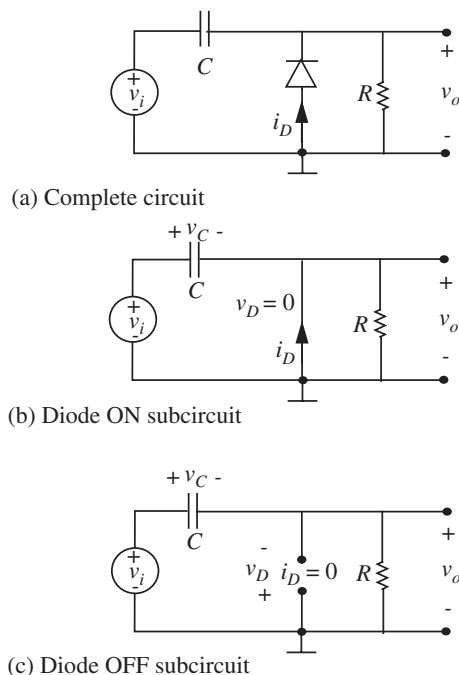 C
+
v_i
-
i_D
R
+
v_o
-
(a) Complete circuit
+ v_C -
C
+
v_i
-
v_D = 0
i_D
R
+
v_o
-
(b) Diode ON subcircuit
+ v_C -
C
+
v_i
-
-
v_D
+
i_D = 0
R
+
v_o
-
(c) Diode OFF subcircuit